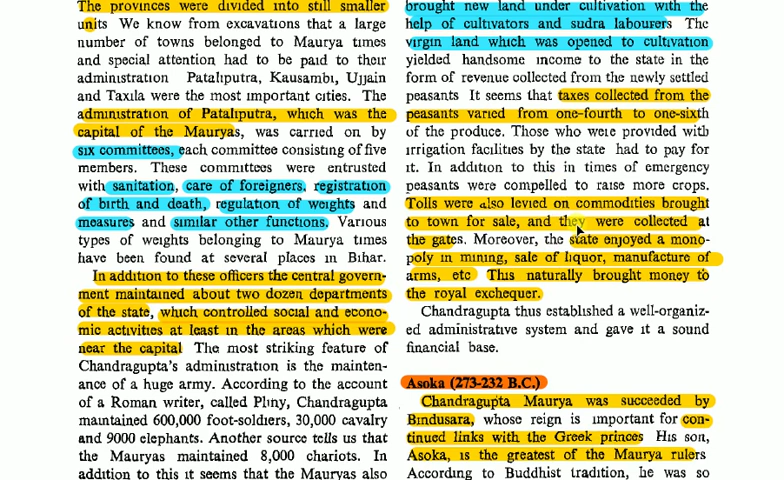 The provinces were divided into still smaller
units We know from excavations that a large
number of towns belonged to Maurya times
and special attention had to be paid to their
administration Pataliputra, Kausambi, Ujjain
and Taxila were the most important cities. The
administration of Pataliputra, which was the
capital of the Mauryas, was carried on by
six committees, each committee consisting of five
members. These committees were entrusted
with sanitation, care of foreigners, registration
of birth and death, regulation of weights and
measures and similar other functions. Various
types of weights belonging to Maurya times
have been found at several places in Bihar.
In addition to these officers the central govern-
ment maintained about two dozen departments
of the state, which controlled social and econo-
mic activities at least in the areas which were
near the capital The most striking feature of
Chandragupta's administration is the mainten-
ance of a huge army. According to the account
of a Roman writer, called Pliny, Chandragupta
maintained 600,000 foot-soldiers, 30,000 cavalry
and 9000 elephants. Another source tells us that
the Mauryas maintained 8,000 chariots. In
addition to this it seems that the Mauryas also
brought new land under cultivation with the
help of cultivators and sudra labourers The
virgin land which was opened to cultivation
yielded handsome income to the state in the
form of revenue collected from the newly settled
peasants It seems that taxes collected from the
peasants varied from one-fourth to one-sixth
of the produce. Those who were provided with
irrigation facilities by the state had to pay for
it. In addition to this in times of emergency
peasants were compelled to raise more crops.
Tolls were also levied on commodities brought
to town for sale, and they were collected at
the gates. Moreover, the state enjoyed a mono-
poly in mining, sale of liquor, manufacture of
arms, etc This naturally brought money to
the royal exchequer.
Chandragupta thus established a well-organiz-
ed administrative system and gave it a sound
financial base.
Asoka (273-232 B.C.)
Chandragupta Maurya was succeeded by
Bindusara, whose reign is important for con-
tinued links with the Greek princes His son,
Asoka, is the greatest of the Maurya rulers
According to Buddhist tradition, he was so